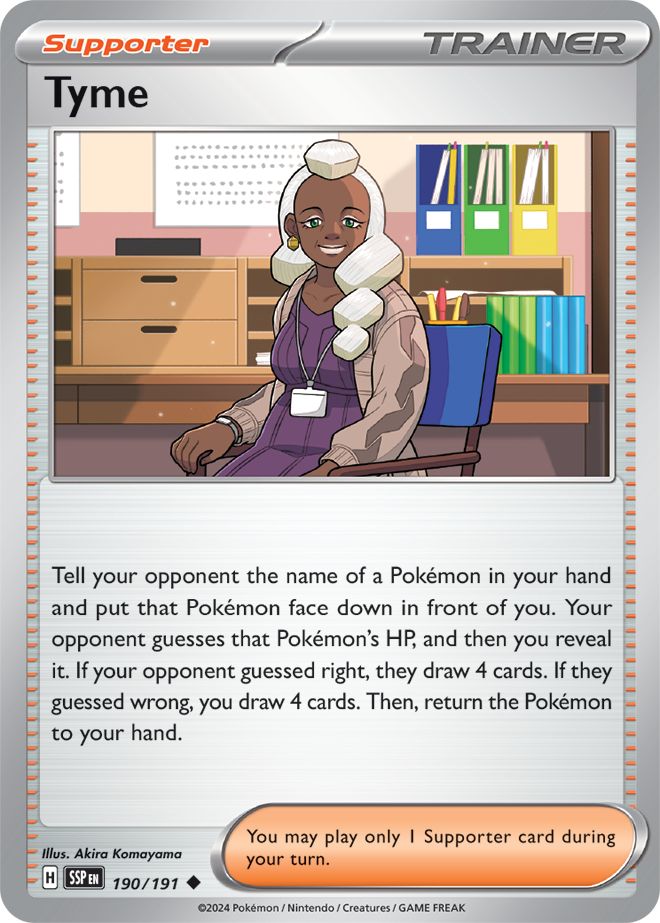 Supporter
TRAINER
Tyme
Tell your opponent the name of a Pokémon in your hand
and put that Pokémon face down in front of you. Your
opponent guesses that Pokémon's HP, and then you reveal
it. If your opponent guessed right, they draw 4 cards. If they
guessed wrong, you draw 4 cards. Then, return the Pokémon
to your hand.
You may play only 1 Supporter card during
your turn.
Illus. Akira Komayama
H SSP EN 190/191
©2024 Pokémon / Nintendo / Creatures / GAME FREAK